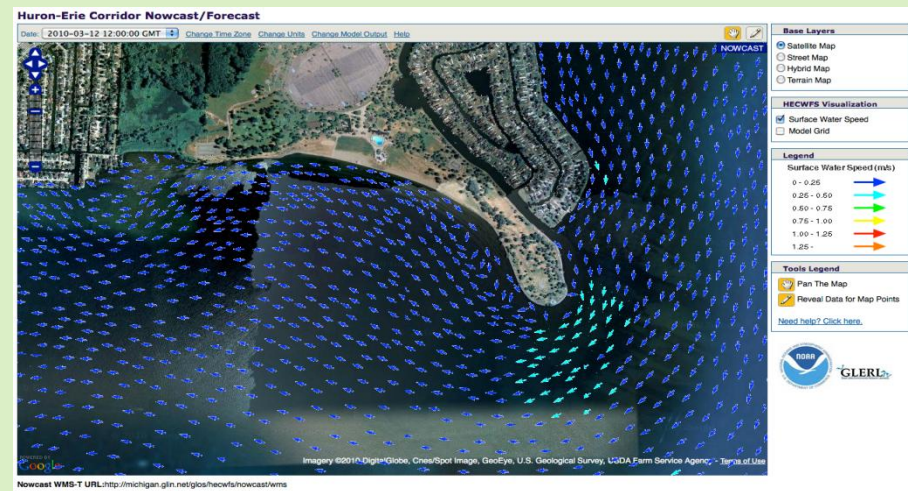 Huron-Erie Corridor Nowcast/Forecast
Date: 2010-03-12 12:00:00 GMT Change Time Zone Change Units Change Model Output Help
NOWCAST
Base Layers
Satellite Map
Street Map
Hybrid Map
Terrain Map
HECWFS Visualization
Surface Water Speed
Model Grid
Legend
Surface Water Speed (m/s)
0 - 0.25
0.25 - 0.50
0.50 - 0.75
0.75 - 1.00
1.00 - 1.25
1.25 -
Tools Legend
Pan The Map
Reveal Data for Map Points
Need help? Click here.
NOAA
GLERL
POWERED BY
Google
Imagery ©2010 DigitalGlobe, Cnes/Spot Image, GeoEye, U.S. Geological Survey, USDA Farm Service Agency - Terms of Use
Nowcast WMS-T URL:http://michigan.glin.net/glos/hecwfs/nowcast/wms